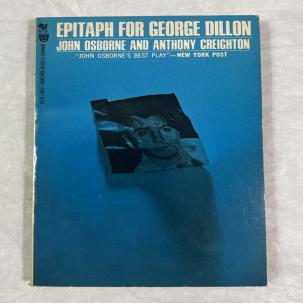 EPITAPH FOR GEORGE DILLON
JOHN OSBORNE AND ANTHONY CREIGHTON
"JOHN OSBORNE'S BEST PLAY"—NEW YORK POST